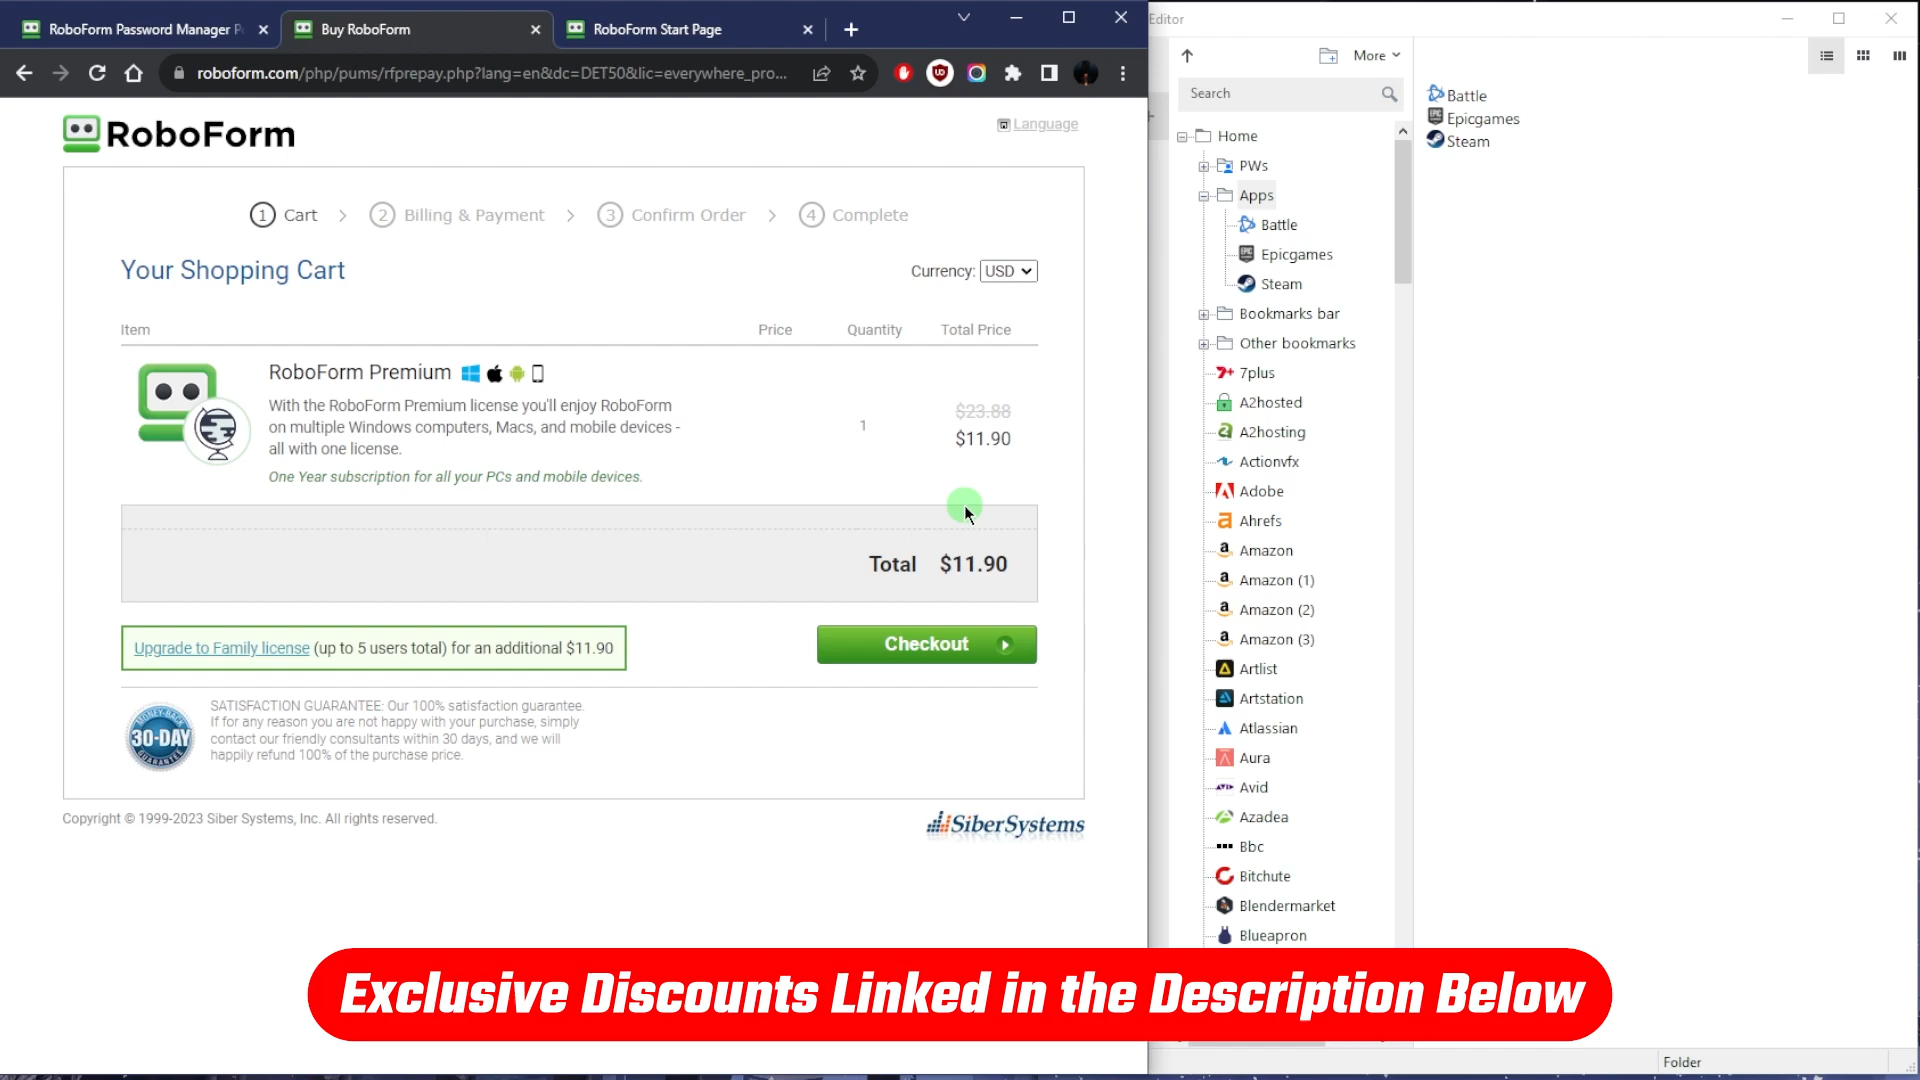 RoboForm Password Manager P
Buy RoboForm
RoboForm Start Page
roboform.com/php/pums/rfprepay.php?lang=en&dc=DET50&lic=everywhere_pro...
RoboForm
Language
1 Cart
2 Billing & Payment
3 Confirm Order
4 Complete
Your Shopping Cart
Currency: USD
Item Price Quantity Total Price
RoboForm Premium
With the RoboForm Premium license you'll enjoy RoboForm
on multiple Windows computers, Macs, and mobile devices -
all with one license.
One Year subscription for all your PCs and mobile devices.
1
$23.88
$11.90
Total $11.90
Upgrade to Family license (up to 5 users total) for an additional $11.90
Checkout
MONEY-BACK
30-DAY
GUARANTEE
SATISFACTION GUARANTEE: Our 100% satisfaction guarantee.
If for any reason you are not happy with your purchase, simply
contact our friendly consultants within 30 days, and we will
happily refund 100% of the purchase price.
Copyright © 1999-2023 Siber Systems, Inc. All rights reserved.
SiberSystems
Editor
More
Search
Home
PWs
Apps
Battle
Epicgames
Steam
Bookmarks bar
Other bookmarks
7plus
A2hosted
A2hosting
Actionvfx
Adobe
Ahrefs
Amazon
Amazon (1)
Amazon (2)
Amazon (3)
Artlist
Artstation
Atlassian
Aura
Avid
Azadea
Bbc
Bitchute
Blendermarket
Blueapron
Battle
Epicgames
Steam
Folder
Exclusive Discounts Linked in the Description Below